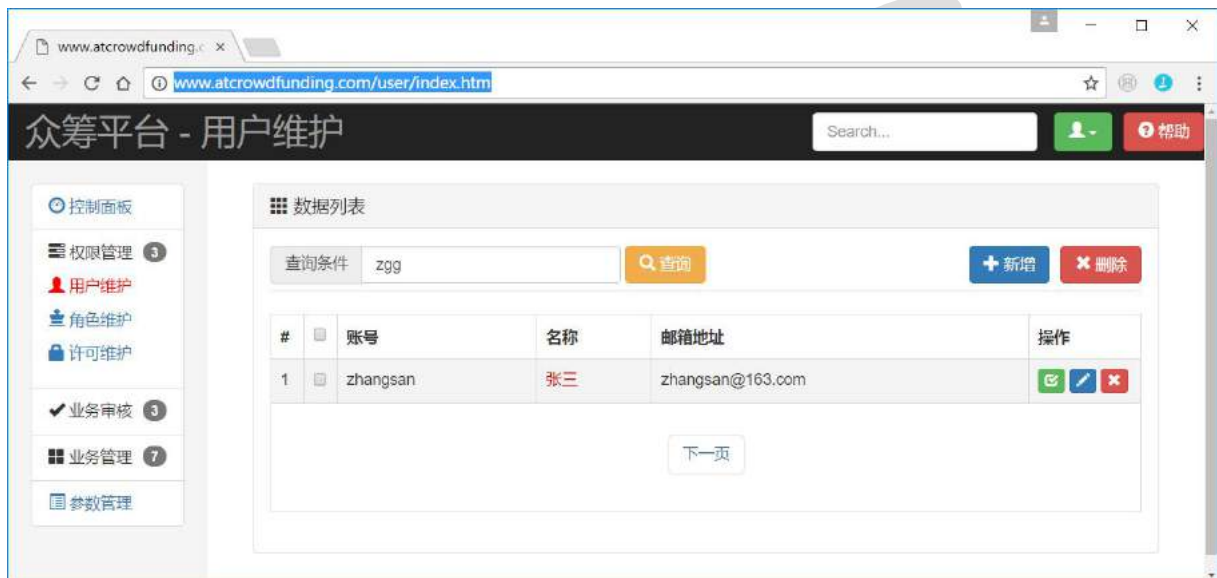 www.atcrowdfunding.c
www.atcrowdfunding.com/user/index.htm
众筹平台 - 用户维护
Search...
帮助
控制面板
权限管理 3
用户维护
角色维护
许可维护
业务审核 3
业务管理 7
参数管理
数据列表
查询条件 zgg 查询 新增 删除
# 账号 名称 邮箱地址 操作
1 zhangsan 张三 zhangsan@163.com
下一页